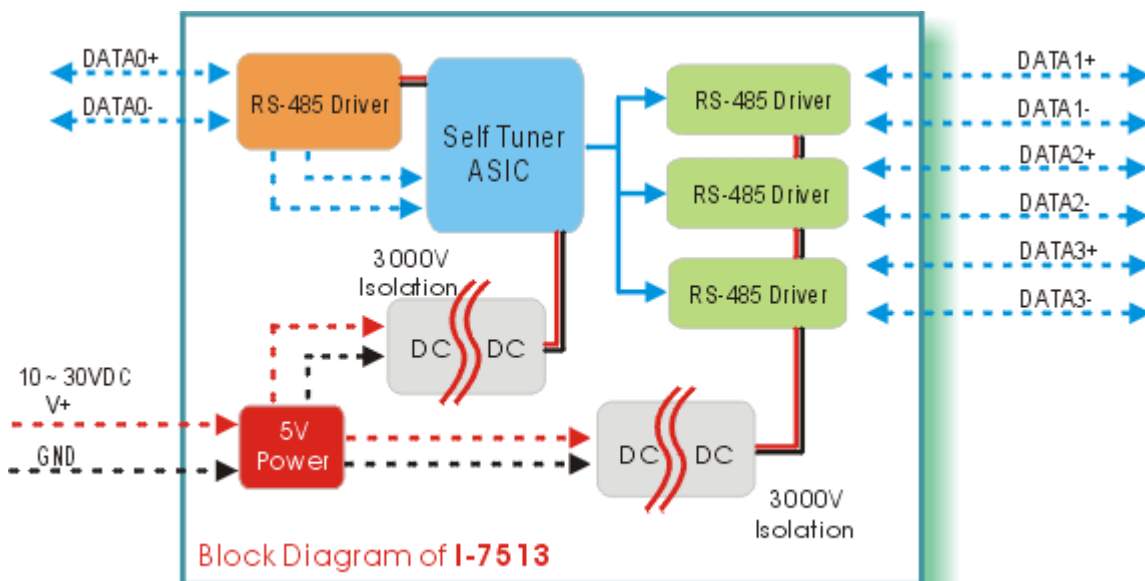 DATA0+
DATA0-
RS-485 Driver
Self Tuner
ASIC
RS-485 Driver
RS-485 Driver
RS-485 Driver
DATA1+
DATA1-
DATA2+
DATA2-
DATA3+
DATA3-
3000V
Isolation
DC DC
10 ~ 30VDC
V+
GND
5V
Power
DC DC
3000V
Isolation
Block Diagram of I-7513